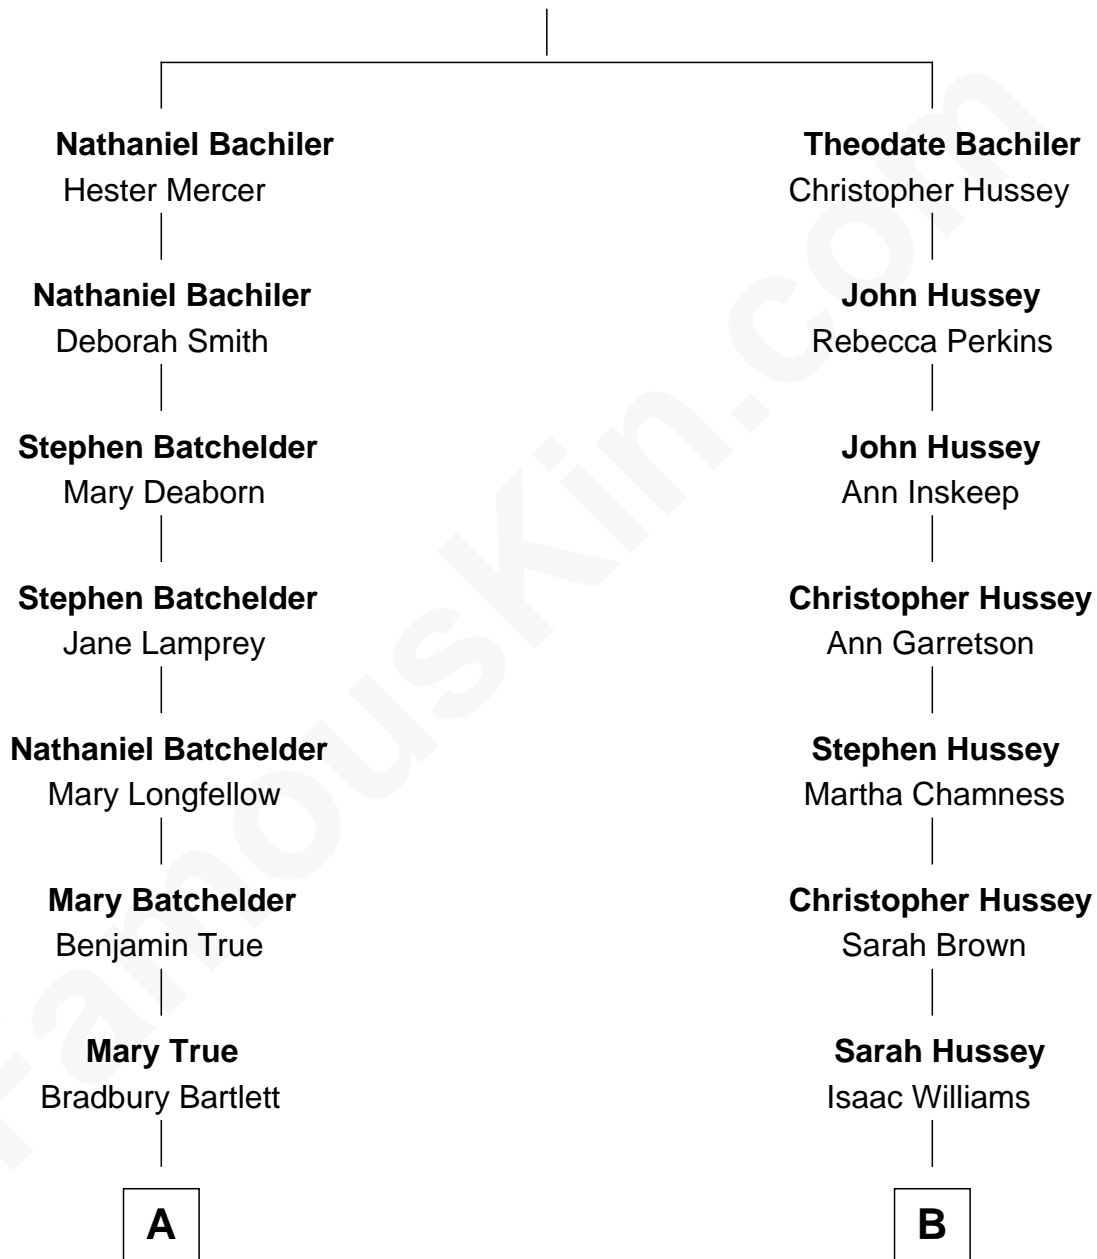 Nathaniel Bachiler
Hester Mercer
Nathaniel Bachiler
Deborah Smith
Stephen Batchelder
Mary Deaborn
Stephen Batchelder
Jane Lamprey
Nathaniel Batchelder
Mary Longfellow
Mary Batchelder
Benjamin True
Mary True
Bradbury Bartlett
A
Theodate Bachiler
Christopher Hussey
John Hussey
Rebecca Perkins
John Hussey
Ann Inskeep
Christopher Hussey
Ann Garretson
Stephen Hussey
Martha Chamness
Christopher Hussey
Sarah Brown
Sarah Hussey
Isaac Williams
B
FamousKin.com